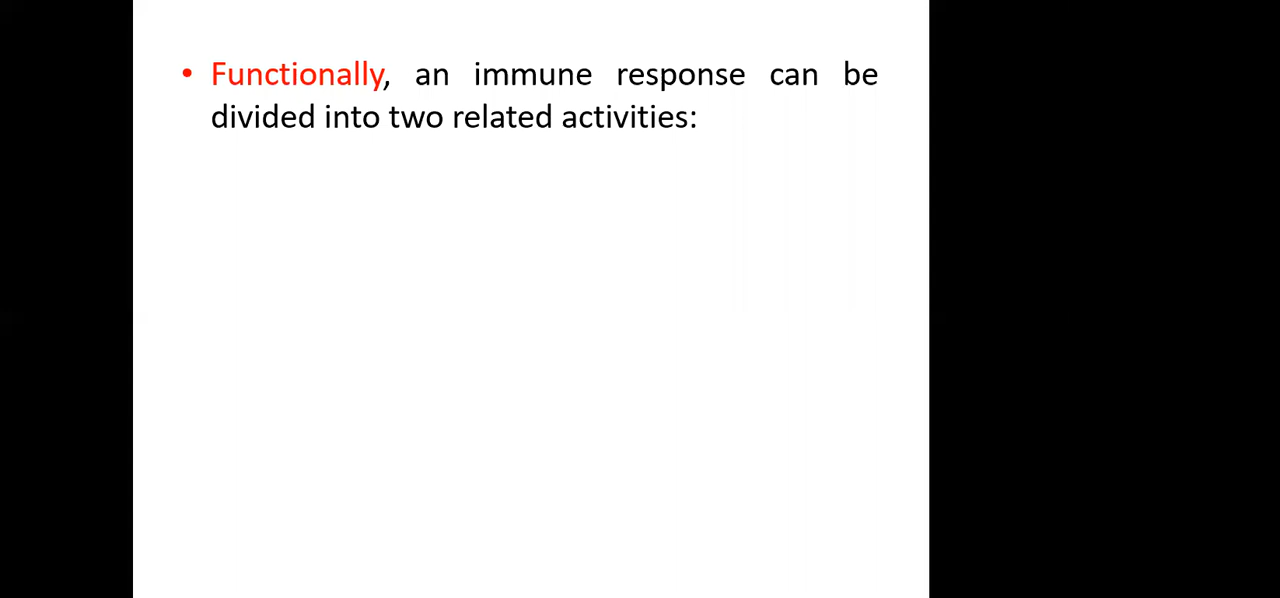 • Functionally, an immune response can be
divided into two related activities: